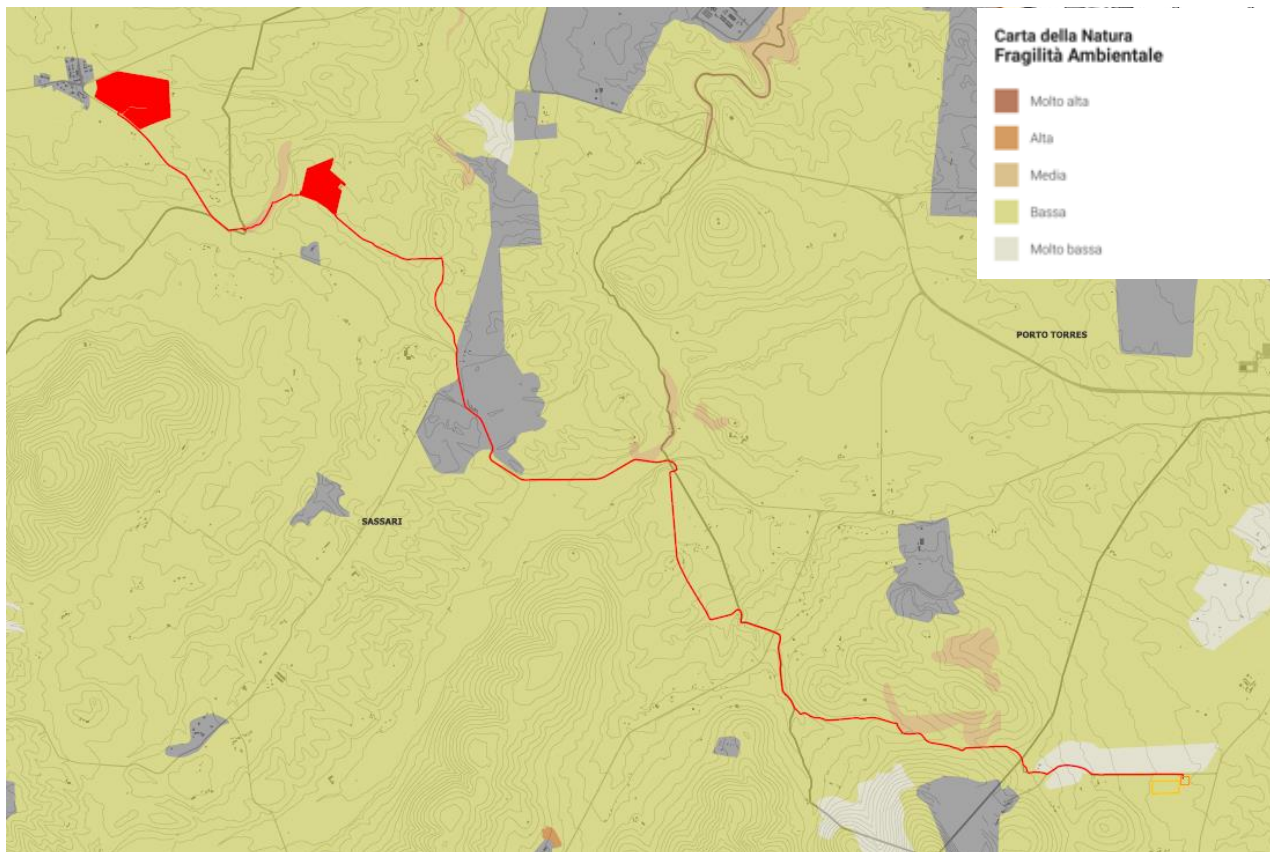 Carta della Natura
Fragilità Ambientale
Molto alta
Alta
Media
Bassa
Molto bassa
PORTO TORRES
SASSARI